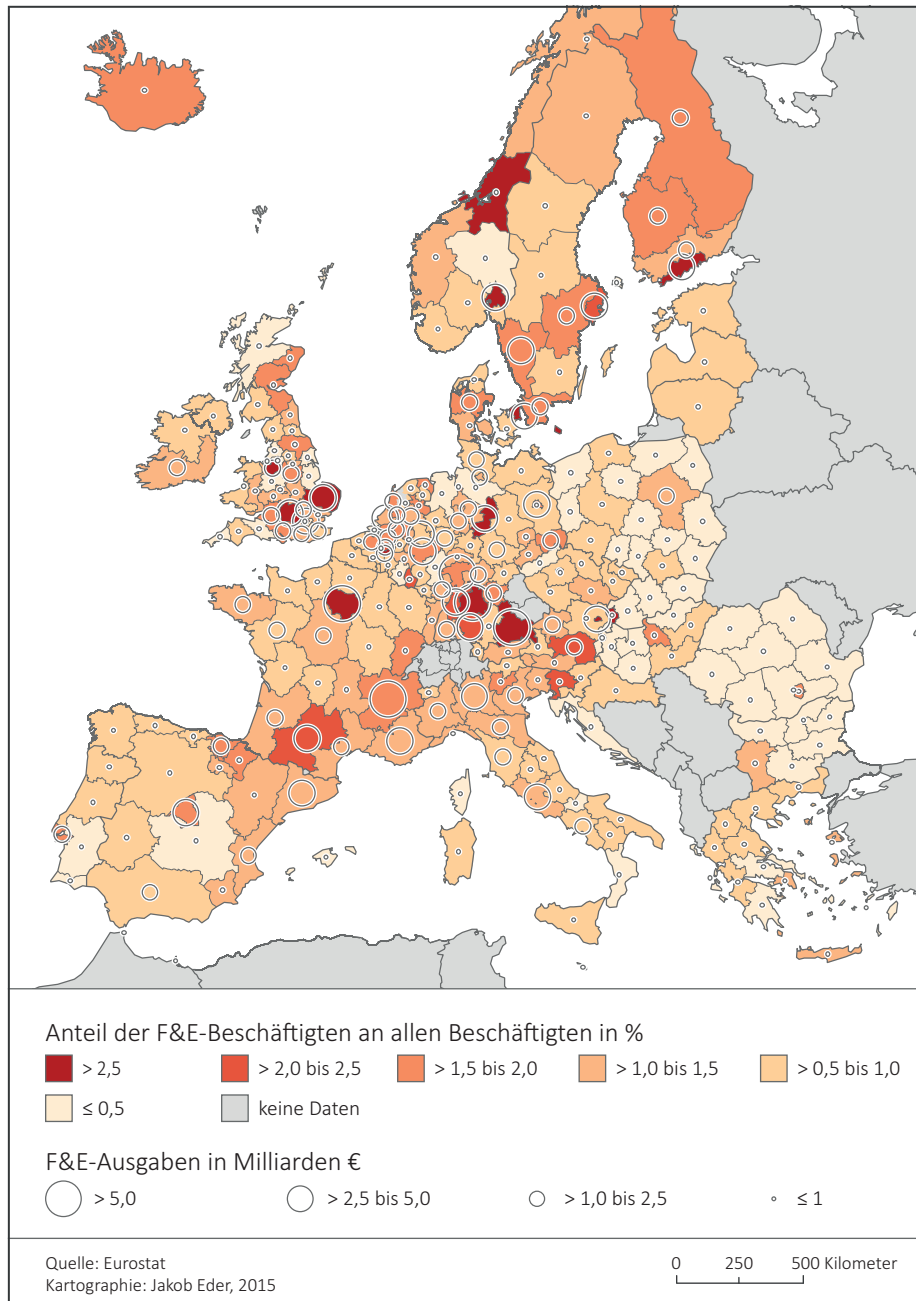 Anteil der F&E-Beschäftigten an allen Beschäftigten in %
> 2,5 > 2,0 bis 2,5 > 1,5 bis 2,0 > 1,0 bis 1,5 > 0,5 bis 1,0
≤ 0,5 keine Daten
F&E-Ausgaben in Milliarden €
> 5,0 > 2,5 bis 5,0 > 1,0 bis 2,5 ≤ 1
Quelle: Eurostat
Kartographie: Jakob Eder, 2015
0 250 500 Kilometer